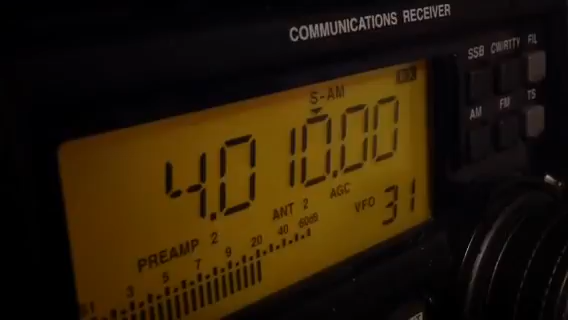 COMMUNICATIONS RECEIVER
SSB CW/RTTY FIL
AM FM TS
S-AM
4.010.00
ANT 2 AGC
VFO 31
PREAMP 2
S1 3 5 7 9 20 40 60dB